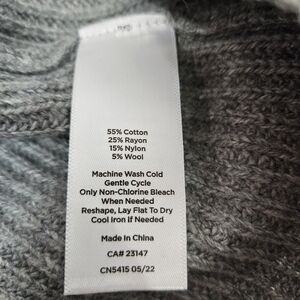 55% Cotton
25% Rayon
15% Nylon
5% Wool
Machine Wash Cold
Gentle Cycle
Only Non-Chlorine Bleach
When Needed
Reshape, Lay Flat To Dry
Cool Iron if Needed
Made In China
CA# 23147
CN5415 05/22